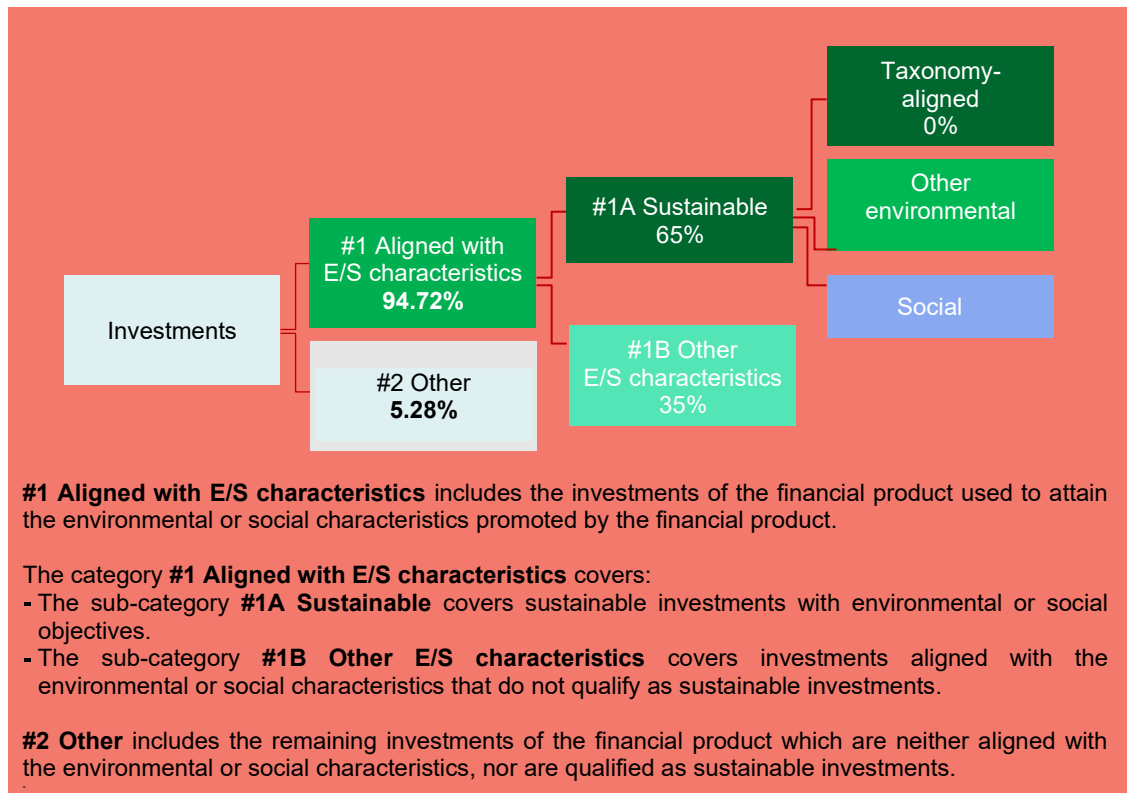 Taxonomy-
aligned
0%
Other
environmental
#1A Sustainable
65%
#1 Aligned with
E/S characteristics
94.72%
Social
Investments
#1B Other
E/S characteristics
35%
#2 Other
5.28%
#1 Aligned with E/S characteristics includes the investments of the financial product used to attain
the environmental or social characteristics promoted by the financial product.
The category #1 Aligned with E/S characteristics covers:
- The sub-category #1A Sustainable covers sustainable investments with environmental or social
objectives.
- The sub-category #1B Other E/S characteristics covers investments aligned with the
environmental or social characteristics that do not qualify as sustainable investments.
#2 Other includes the remaining investments of the financial product which are neither aligned with
the environmental or social characteristics, nor are qualified as sustainable investments.
.